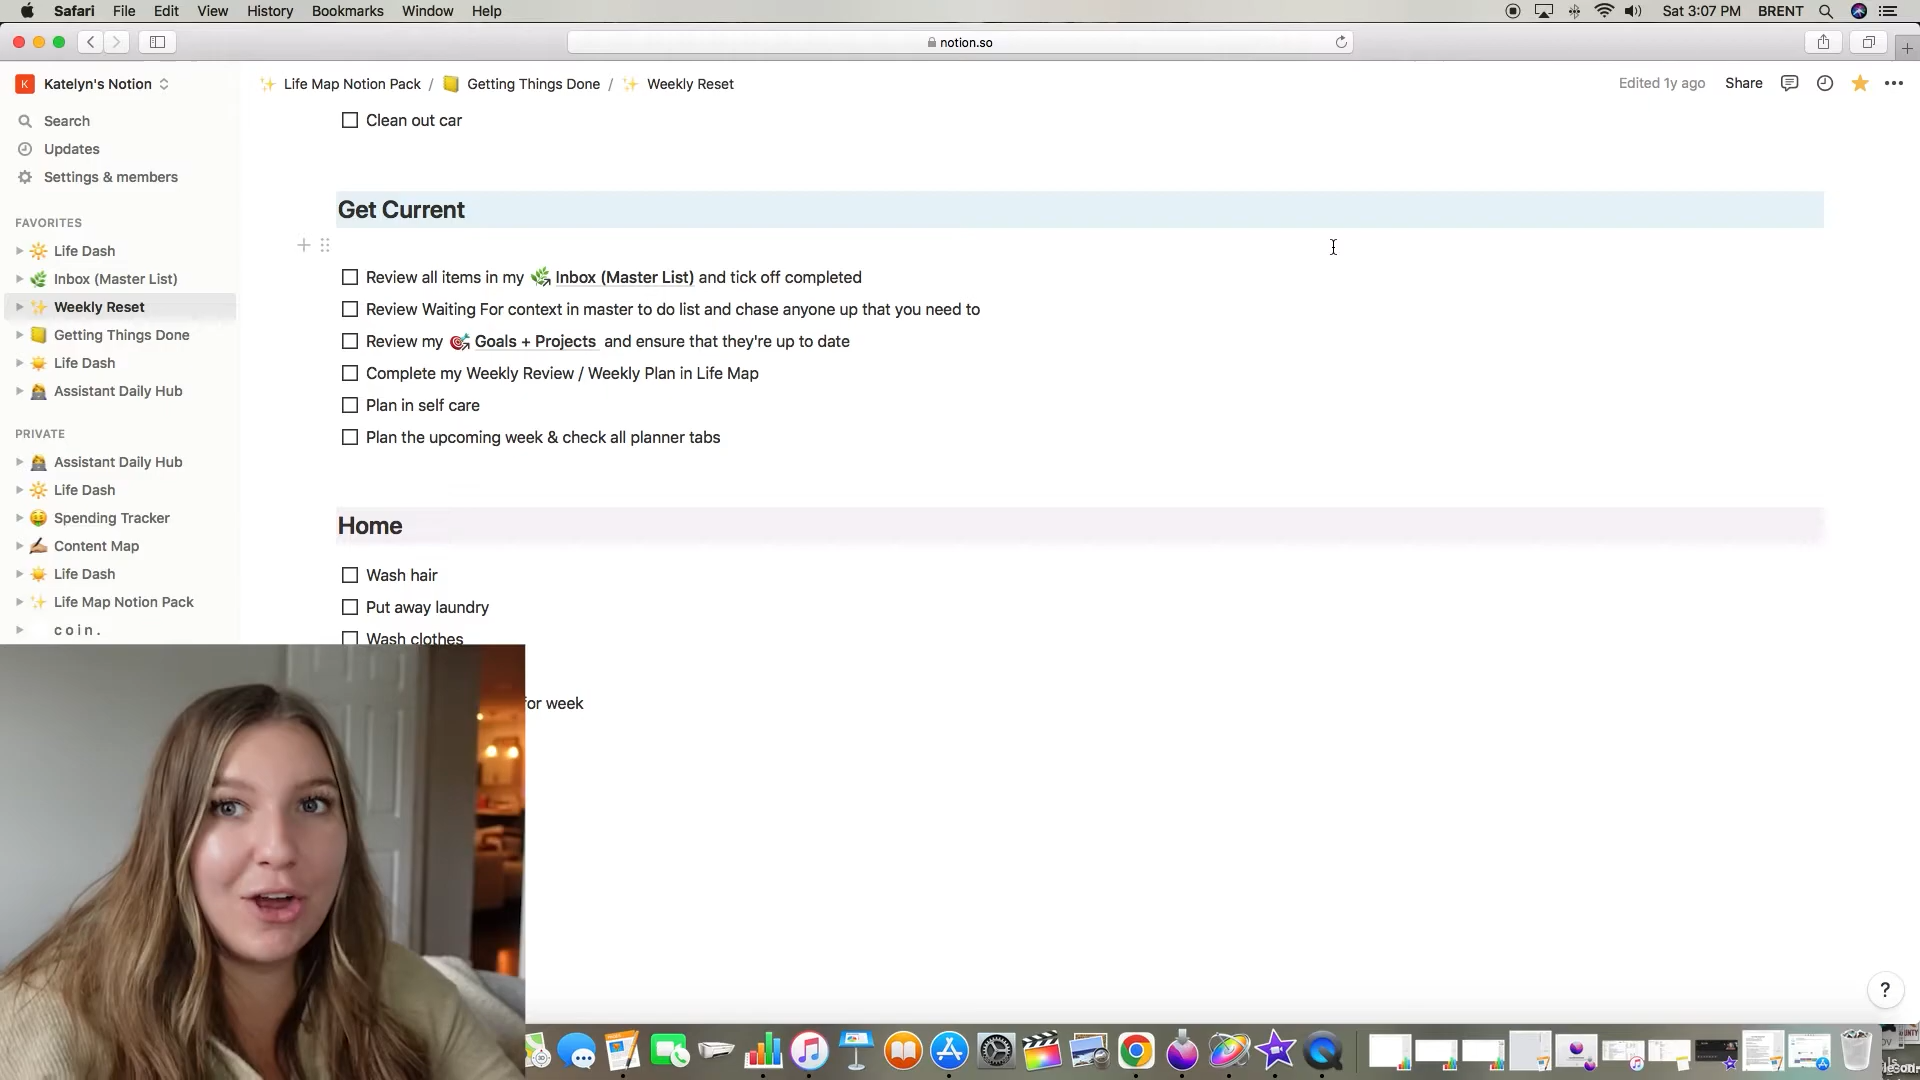 Safari File Edit View History Bookmarks Window Help Sat 3:07 PM BRENT
notion.so
K Katelyn's Notion
Life Map Notion Pack / Getting Things Done / Weekly Reset Edited 1y ago Share
Search
Updates
Settings & members
FAVORITES
Life Dash
Inbox (Master List)
Weekly Reset
Getting Things Done
Life Dash
Assistant Daily Hub
PRIVATE
Assistant Daily Hub
Life Dash
Spending Tracker
Content Map
Life Dash
Life Map Notion Pack
c o i n .
Clean out car
Get Current
Review all items in my Inbox (Master List) and tick off completed
Review Waiting For context in master to do list and chase anyone up that you need to
Review my Goals + Projects and ensure that they're up to date
Complete my Weekly Review / Weekly Plan in Life Map
Plan in self care
Plan the upcoming week & check all planner tabs
Home
Wash hair
Put away laundry
Wash clothes
for week
?